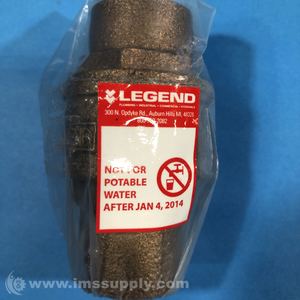 LEGEND
PLUMBING • INDUSTRIAL • COMMERCIAL • HYDRONICS
300 N. Opdyke Rd., Auburn Hills MI, 48326
NOT FOR
POTABLE
WATER
AFTER JAN 4, 2014
© www.imssupply.com